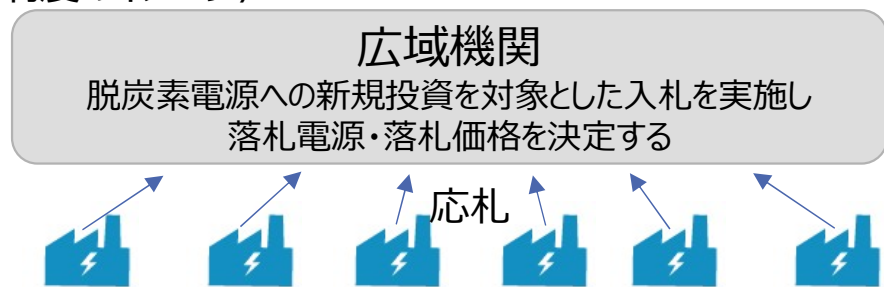 広域機関
脱炭素電源への新規投資を対象とした入札を実施し
落札電源・落札価格を決定する
応札